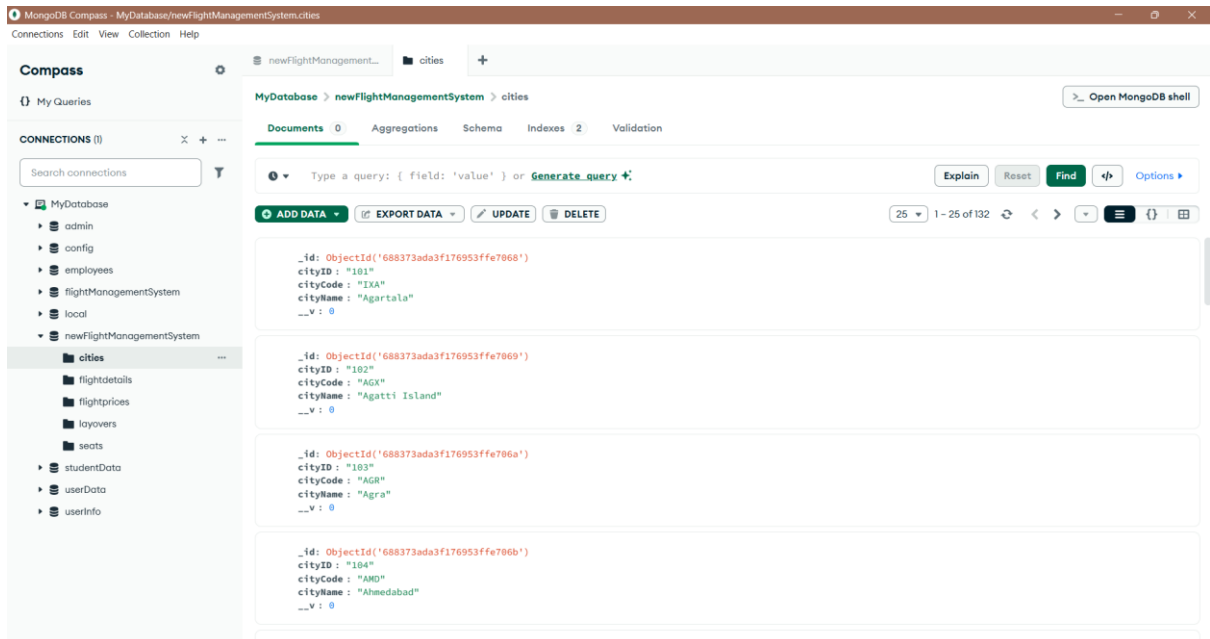 MongoDB Compass - MyDatabase/newFlightManagementSystem.cities
Connections Edit View Collection Help
Compass
{} My Queries
CONNECTIONS (1)
Search connections
MyDatabase
admin
config
employees
flightManagementSystem
local
newFlightManagementSystem
cities
flightdetails
flightprices
layovers
seats
studentData
userData
userInfo
newFlightManagement... cities
MyDatabase > newFlightManagementSystem > cities
>_ Open MongoDB shell
Documents 0 Aggregations Schema Indexes 2 Validation
Type a query: { field: 'value' } or Generate query
Explain Reset Find </> Options
ADD DATA EXPORT DATA UPDATE DELETE
25 1 – 25 of 132 {}
_id: ObjectId('688373ada3f176953ffe7068')
cityID : "101"
cityCode : "IXA"
cityName : "Agartala"
__v : 0
_id: ObjectId('688373ada3f176953ffe7069')
cityID : "102"
cityCode : "AGX"
cityName : "Agatti Island"
__v : 0
_id: ObjectId('688373ada3f176953ffe706a')
cityID : "103"
cityCode : "AGR"
cityName : "Agra"
__v : 0
_id: ObjectId('688373ada3f176953ffe706b')
cityID : "104"
cityCode : "AMD"
cityName : "Ahmedabad"
__v : 0